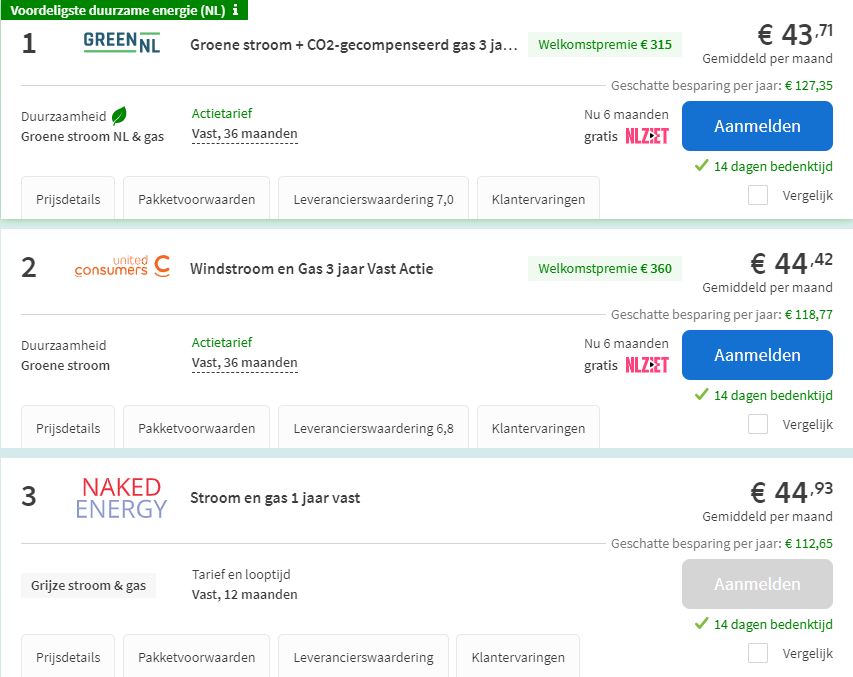 Voordeligste duurzame energie (NL) i
1
GREEN NL
Groene stroom + CO2-gecompenseerd gas 3 ja...
Welkomstpremie € 315
€ 43,71
Gemiddeld per maand
Geschatte besparing per jaar: € 127,35
Duurzaamheid
Groene stroom NL & gas
Actietarief
Vast, 36 maanden
Nu 6 maanden
gratis NLZIET
Aanmelden
14 dagen bedenktijd
Vergelijk
Prijsdetails
Pakketvoorwaarden
Leverancierswaardering 7,0
Klantervaringen
2
united
consumers
Windstroom en Gas 3 jaar Vast Actie
Welkomstpremie € 360
€ 44,42
Gemiddeld per maand
Geschatte besparing per jaar: € 118,77
Duurzaamheid
Groene stroom
Actietarief
Vast, 36 maanden
Nu 6 maanden
gratis NLZIET
Aanmelden
14 dagen bedenktijd
Vergelijk
Prijsdetails
Pakketvoorwaarden
Leverancierswaardering 6,8
Klantervaringen
3
NAKED
ENERGY
Stroom en gas 1 jaar vast
€ 44,93
Gemiddeld per maand
Geschatte besparing per jaar: € 112,65
Grijze stroom & gas
Tarief en looptijd
Vast, 12 maanden
Aanmelden
14 dagen bedenktijd
Vergelijk
Prijsdetails
Pakketvoorwaarden
Leverancierswaardering
Klantervaringen